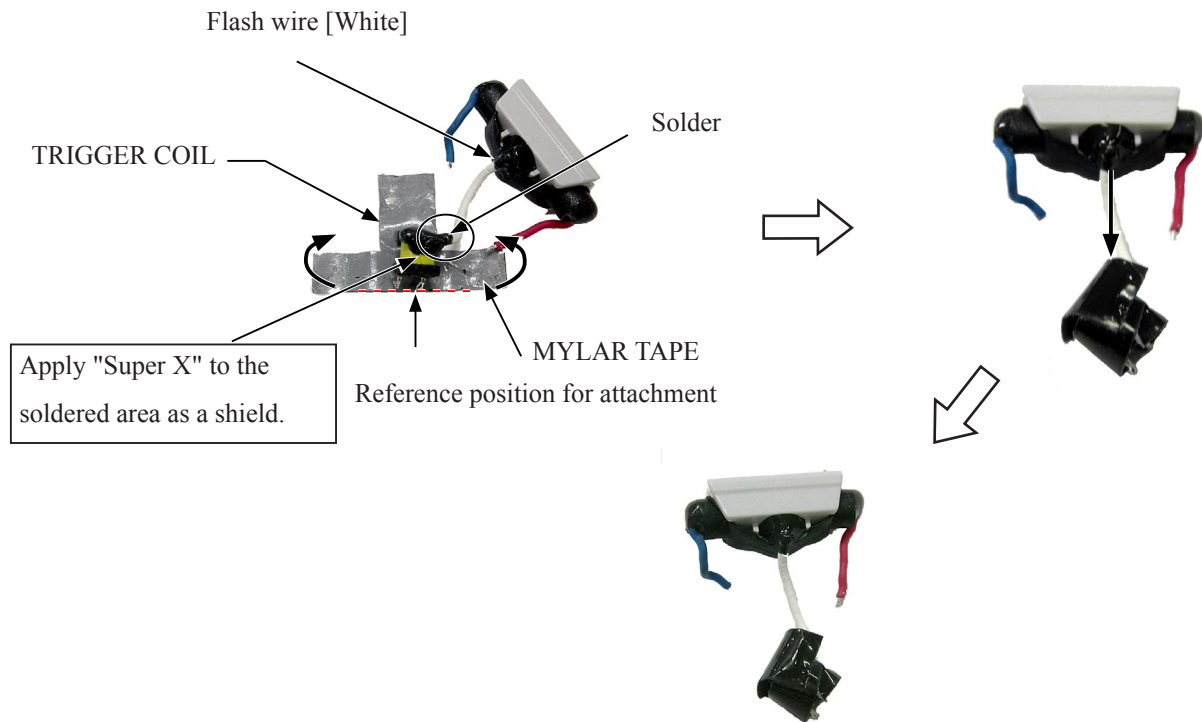 Flash wire [White]
Solder
TRIGGER COIL
MYLAR TAPE
Apply "Super X" to the
soldered area as a shield.
Reference position for attachment